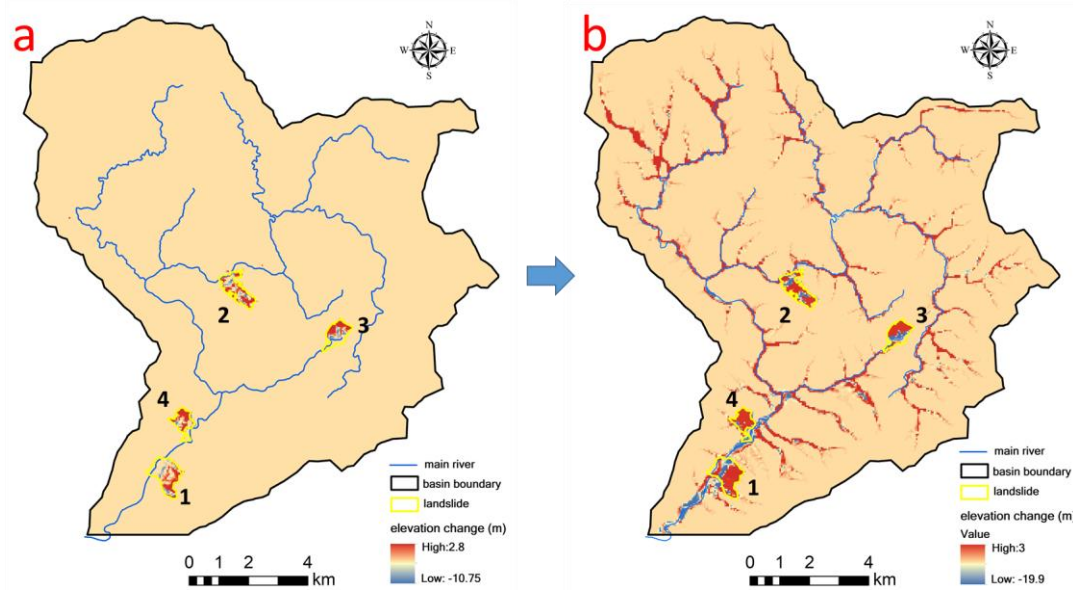 a
N
W E
S
2
3
4
1
main river
basin boundary
landslide
elevation change (m)
High:2.8
Low: -10.75
0 1 2 4
km
b
N
W E
S
2
3
4
1
main river
basin boundary
landslide
elevation change (m)
Value
High:3
Low: -19.9
0 1 2 4
km